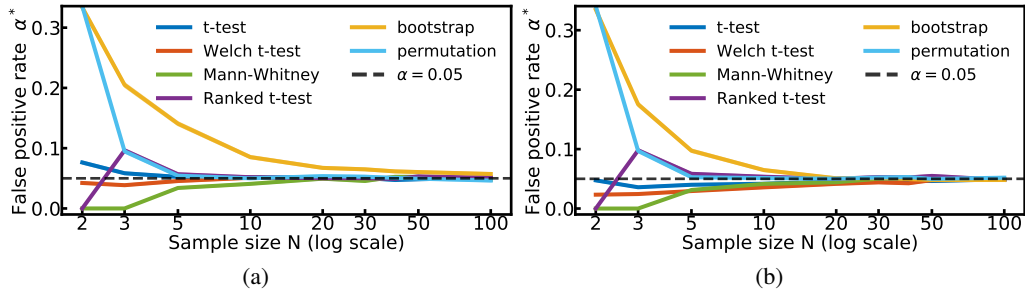 False positive rate α*
0.3
0.2
0.1
0.0
t-test
Welch t-test
Mann-Whitney
Ranked t-test
bootstrap
permutation
α = 0.05
2 3 5 10 20 30 50 100
Sample size N (log scale)
(a)
False positive rate α*
0.3
0.2
0.1
0.0
t-test
Welch t-test
Mann-Whitney
Ranked t-test
bootstrap
permutation
α = 0.05
2 3 5 10 20 30 50 100
Sample size N (log scale)
(b)